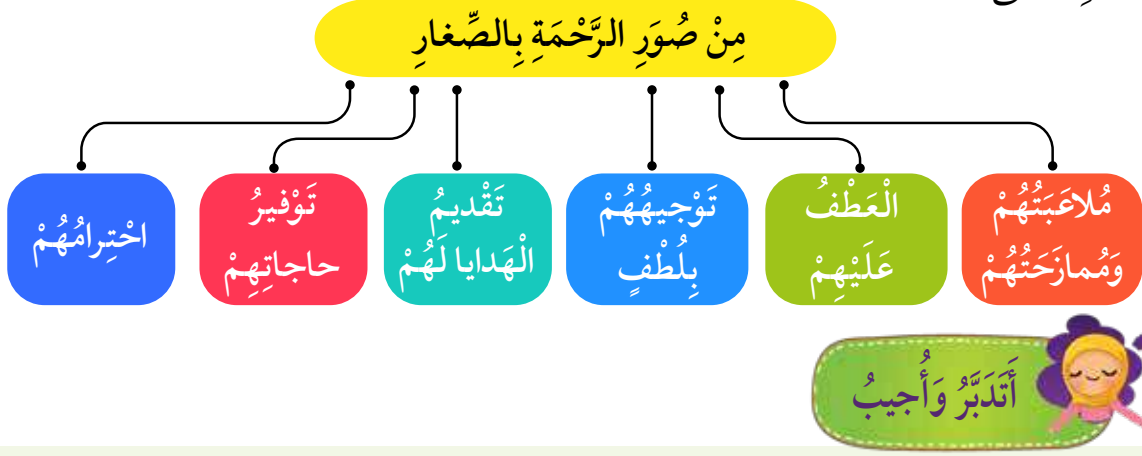 مِنْ صُوَرِ الرَّحْمَةِ بِالصِّغارِ
مُلاعَبَتُهُمْ
وَمُمازَحَتُهُمْ
الْعَطْفُ
عَلَيْهِمْ
تَوْجيهُهُمْ
بِلُطْفٍ
تَقْديمُ
الْهَدايا لَهُمْ
تَوْفيرُ
حاجاتِهِمْ
احْتِرامُهُمْ
أَتَدَبَّرُ وَأُجيبُ